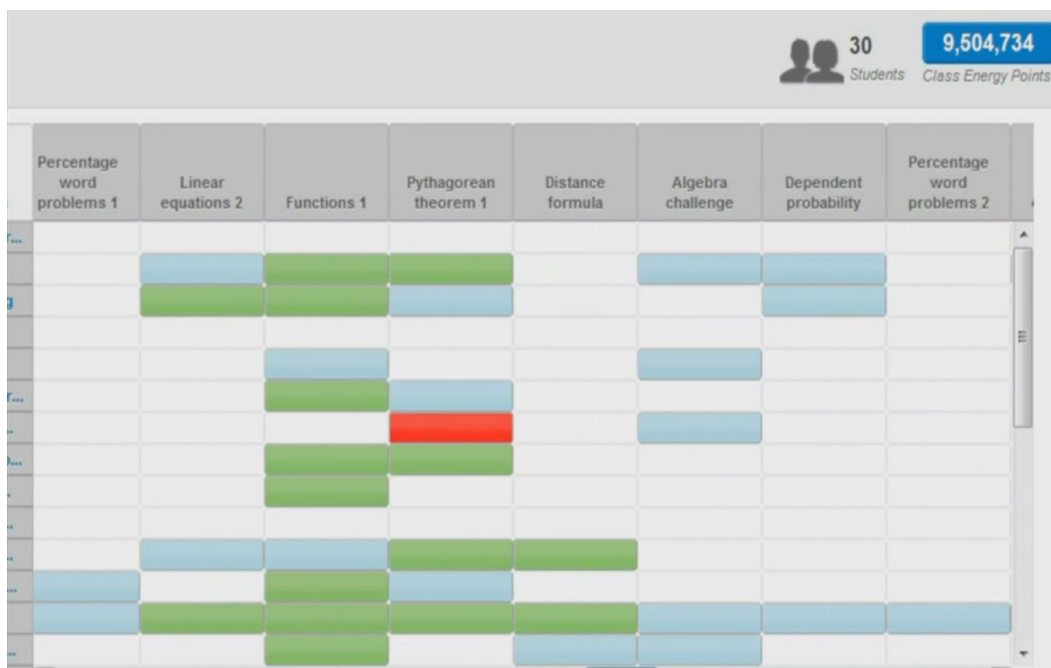 30
Students
9,504,734
Class Energy Points
Percentage
word
problems 1
Linear
equations 2
Functions 1
Pythagorean
theorem 1
Distance
formula
Algebra
challenge
Dependent
probability
Percentage
word
problems 2